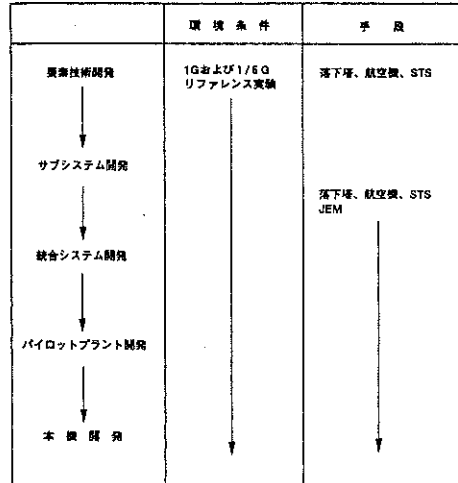 環境条件
手段
要素技術開発
1Gおよび1/6G
リファレンス実験
落下塔、航空機、STS
サブシステム開発
落下塔、航空機、STS
JEM
統合システム開発
パイロットプラント開発
本機開発